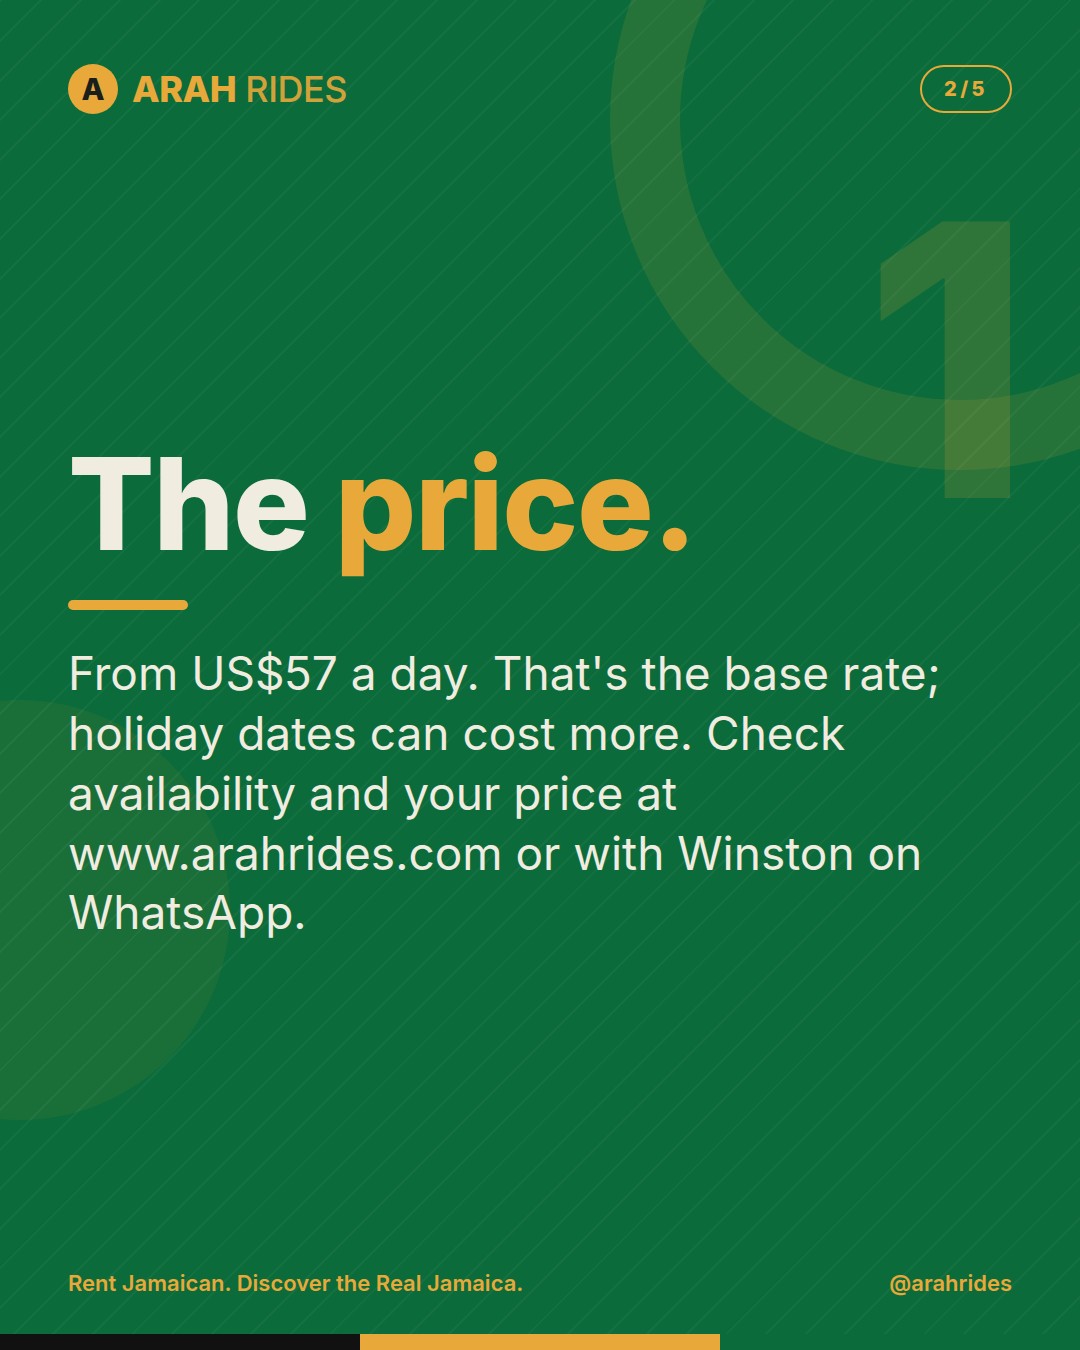 A ARAH RIDES
2/5
1
The price.
From US$57 a day. That's the base rate;
holiday dates can cost more. Check
availability and your price at
www.arahrides.com or with Winston on
WhatsApp.
Rent Jamaican. Discover the Real Jamaica.
@arahrides